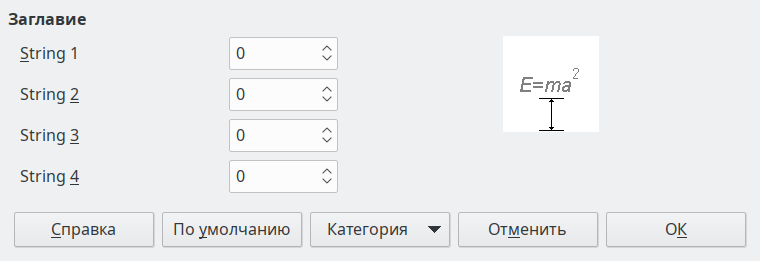 Заглавие
String 1 0
E=ma²
String 2 0
String 3 0
String 4 0
Справка По умолчанию Категория Отменить ОК